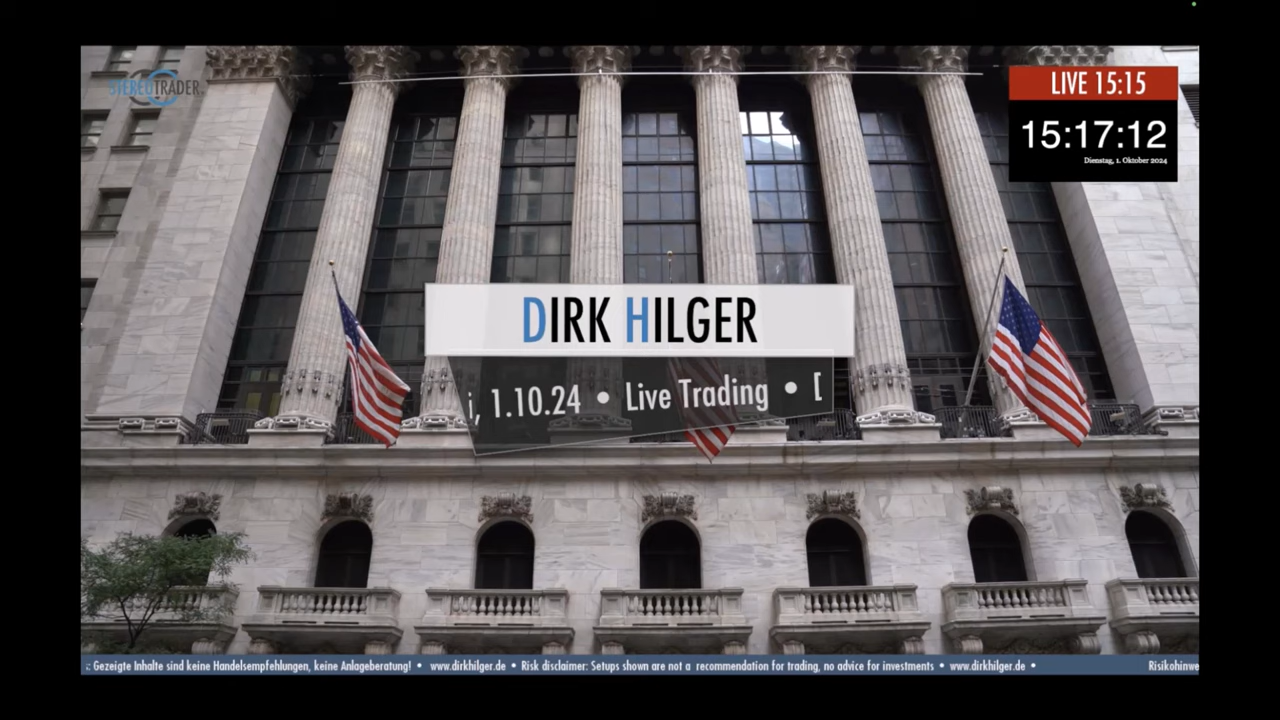 STEREOTRADER
LIVE 15:15
15:17:12
Dienstag, 1. Oktober 2024
DIRK HILGER
i, 1.10.24 • Live Trading • [
: Gezeigte Inhalte sind keine Handelsempfehlungen, keine Anlageberatung! • www.dirkhilger.de • Risk disclaimer: Setups shown are not a recommendation for trading, no advice for investments • www.dirkhilger.de • Risikohinwe